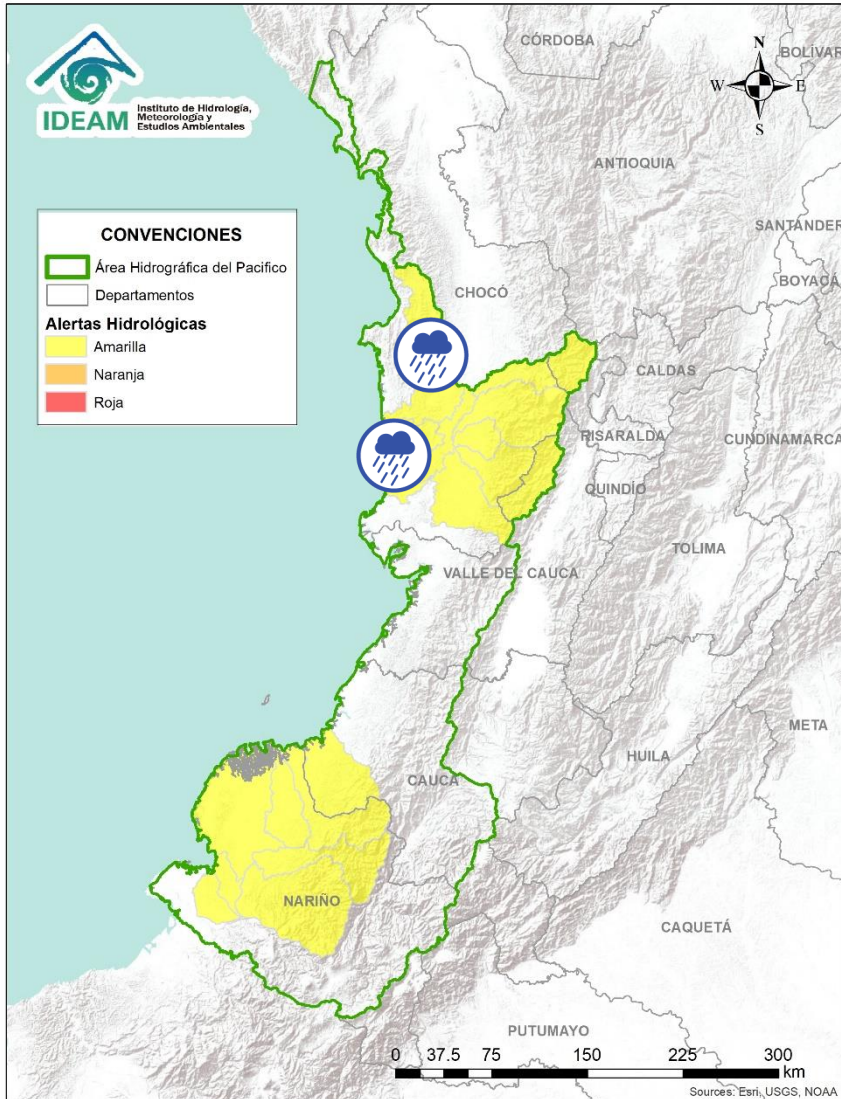 IDEAM
Instituto de Hidrología,
Meteorología y
Estudios Ambientales
CÓRDOBA
BOLÍVAR
N
W
E
S
ANTIOQUIA
SANTANDER
BOYACÁ
CONVENCIONES
Área Hidrográfica del Pacifico
Departamentos
Alertas Hidrológicas
Amarilla
Naranja
Roja
CHOCÓ
CALDAS
RISARALDA
CUNDINAMARCA
QUINDÍO
TOLIMA
VALLE DEL CAUCA
META
HUILA
CAUCA
NARIÑO
CAQUETÁ
PUTUMAYO
0 37.5 75 150 225 300
km
Sources: Esri, USGS, NOAA